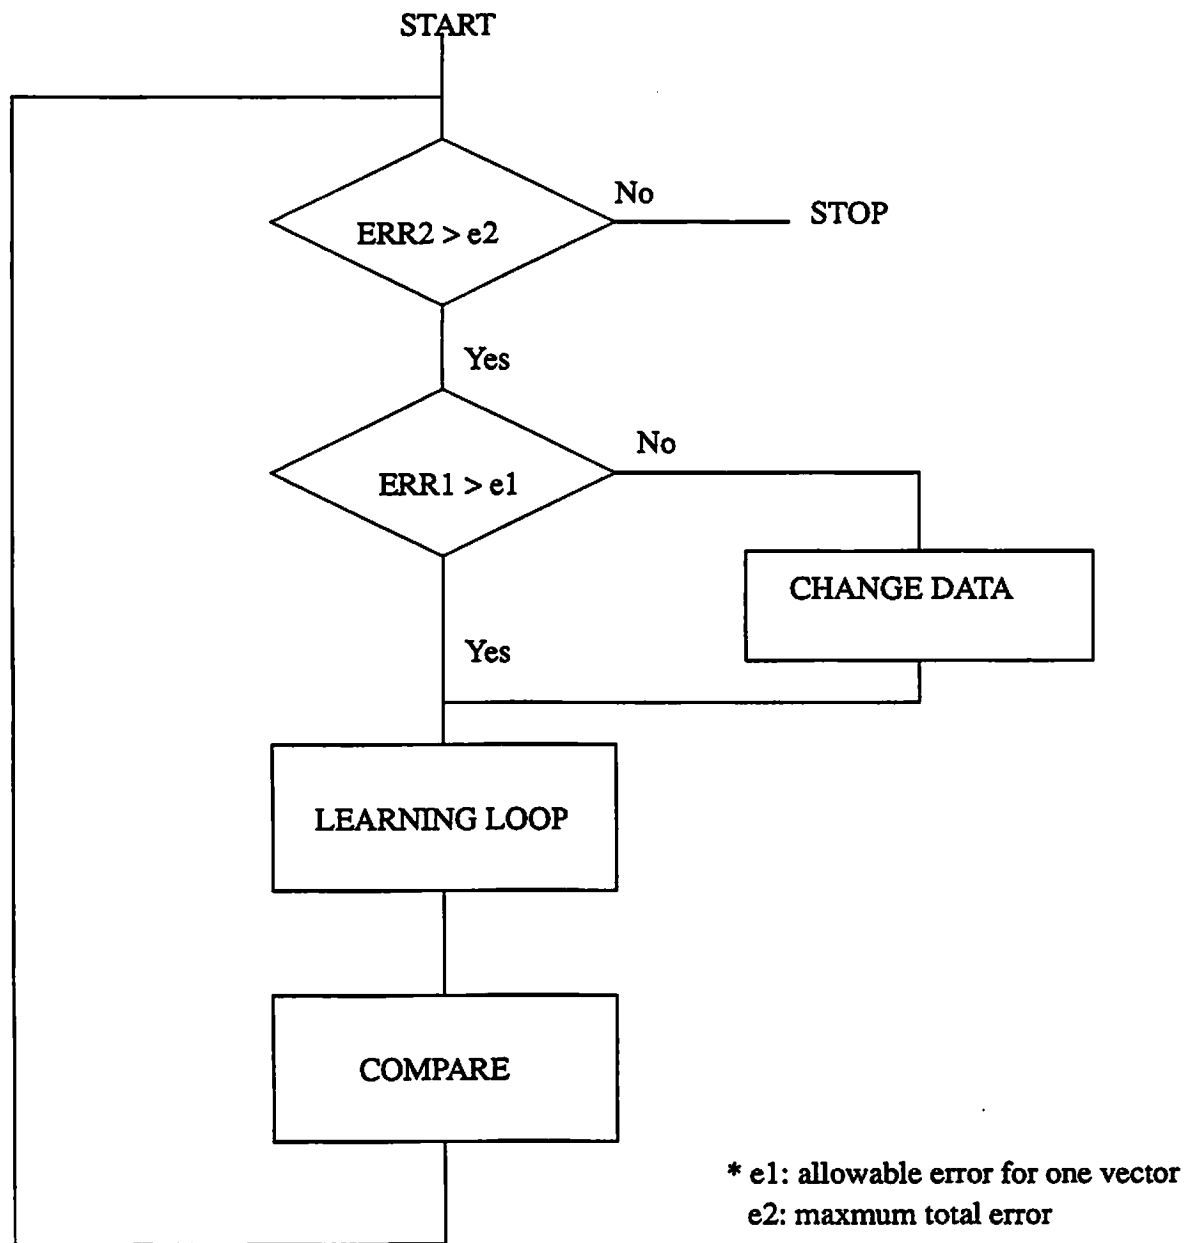 START
No
STOP
ERR2 > e2
Yes
No
ERR1 > e1
CHANGE DATA
Yes
LEARNING LOOP
COMPARE
* e1: allowable error for one vector
e2: maxmum total error